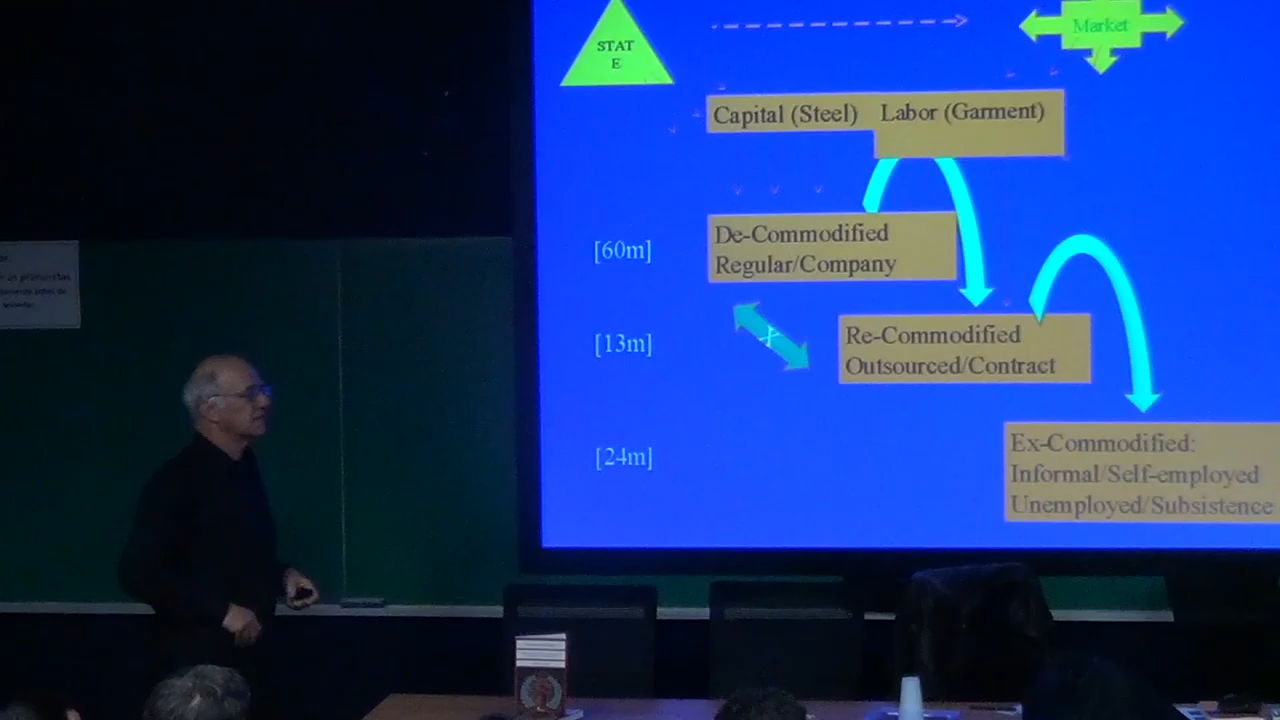 STAT
E
Market
Capital (Steel) Labor (Garment)
[60m]
De-Commodified
Regular/Company
[13m]
X
Re-Commodified
Outsourced/Contract
[24m]
Ex-Commodified:
Informal/Self-employed
Unemployed/Subsistence